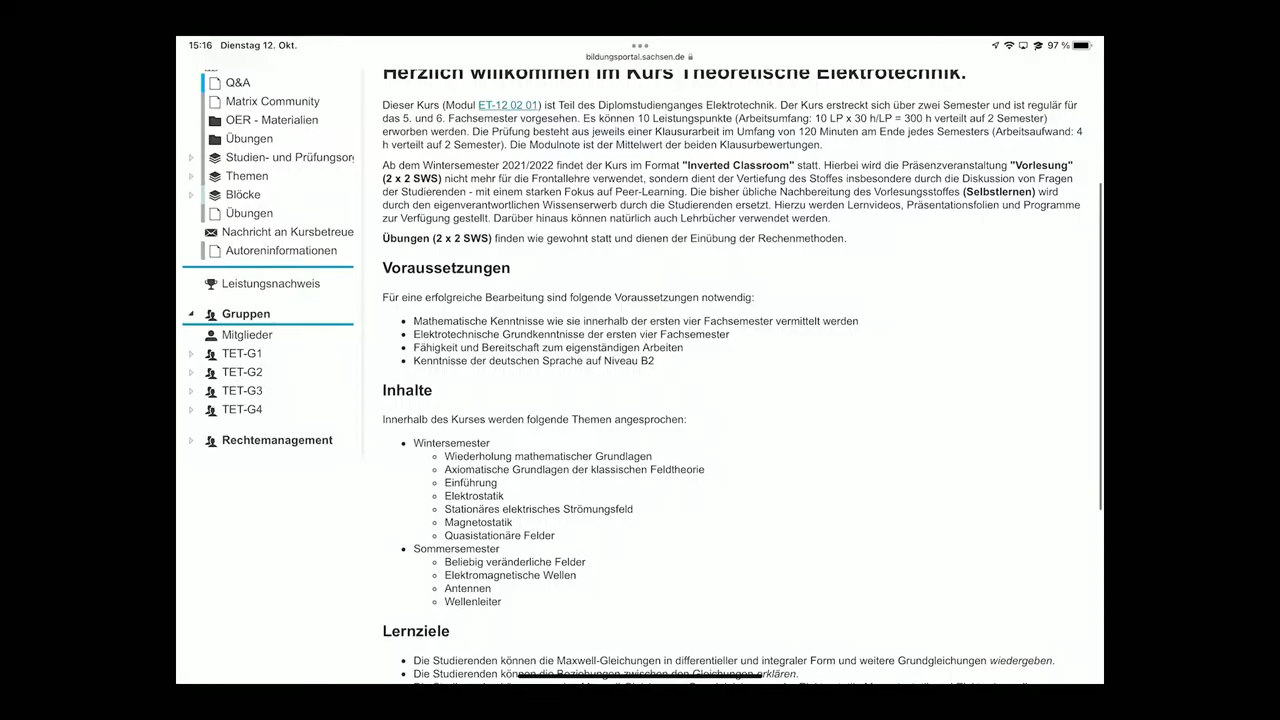 15:16 Dienstag 12. Okt.
97 %
bildungsportal.sachsen.de
Q&A
Matrix Community
OER - Materialien
Übungen
Studien- und Prüfungsor
Themen
Blöcke
Übungen
Nachricht an Kursbetreue
Autoreninformationen
Leistungsnachweis
Gruppen
Mitglieder
TET-G1
TET-G2
TET-G3
TET-G4
Rechtemanagement
Herzlich willkommen im Kurs Theoretische Elektrotechnik.
Dieser Kurs (Modul ET-12 02 01) ist Teil des Diplomstudienganges Elektrotechnik. Der Kurs erstreckt sich über zwei Semester und ist regulär für
das 5. und 6. Fachsemester vorgesehen. Es können 10 Leistungspunkte (Arbeitsumfang: 10 LP x 30 h/LP = 300 h verteilt auf 2 Semester)
erworben werden. Die Prüfung besteht aus jeweils einer Klausurarbeit im Umfang von 120 Minuten am Ende jedes Semesters (Arbeitsaufwand: 4
h verteilt auf 2 Semester). Die Modulnote ist der Mittelwert der beiden Klausurbewertungen.
Ab dem Wintersemester 2021/2022 findet der Kurs im Format "Inverted Classroom" statt. Hierbei wird die Präsenzveranstaltung "Vorlesung"
(2 x 2 SWS) nicht mehr für die Frontallehre verwendet, sondern dient der Vertiefung des Stoffes insbesondere durch die Diskussion von Fragen
der Studierenden - mit einem starken Fokus auf Peer-Learning. Die bisher übliche Nachbereitung des Vorlesungsstoffes (Selbstlernen) wird
durch den eigenverantwortlichen Wissenserwerb durch die Studierenden ersetzt. Hierzu werden Lernvideos, Präsentationsfolien und Programme
zur Verfügung gestellt. Darüber hinaus können natürlich auch Lehrbücher verwendet werden.
Übungen (2 x 2 SWS) finden wie gewohnt statt und dienen der Einübung der Rechenmethoden.
Voraussetzungen
Für eine erfolgreiche Bearbeitung sind folgende Voraussetzungen notwendig:
Mathematische Kenntnisse wie sie innerhalb der ersten vier Fachsemester vermittelt werden
Elektrotechnische Grundkenntnisse der ersten vier Fachsemester
Fähigkeit und Bereitschaft zum eigenständigen Arbeiten
Kenntnisse der deutschen Sprache auf Niveau B2
Inhalte
Innerhalb des Kurses werden folgende Themen angesprochen:
Wintersemester
Wiederholung mathematischer Grundlagen
Axiomatische Grundlagen der klassischen Feldtheorie
Einführung
Elektrostatik
Stationäres elektrisches Strömungsfeld
Magnetostatik
Quasistationäre Felder
Sommersemester
Beliebig veränderliche Felder
Elektromagnetische Wellen
Antennen
Wellenleiter
Lernziele
Die Studierenden können die Maxwell-Gleichungen in differentieller und integraler Form und weitere Grundgleichungen wiedergeben.
Die Studierenden können die Beziehungen zwischen den Gleichungen erklären.